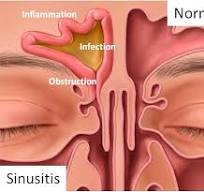 Inflammation
Norm
Infection
Obstruction
Sinusitis